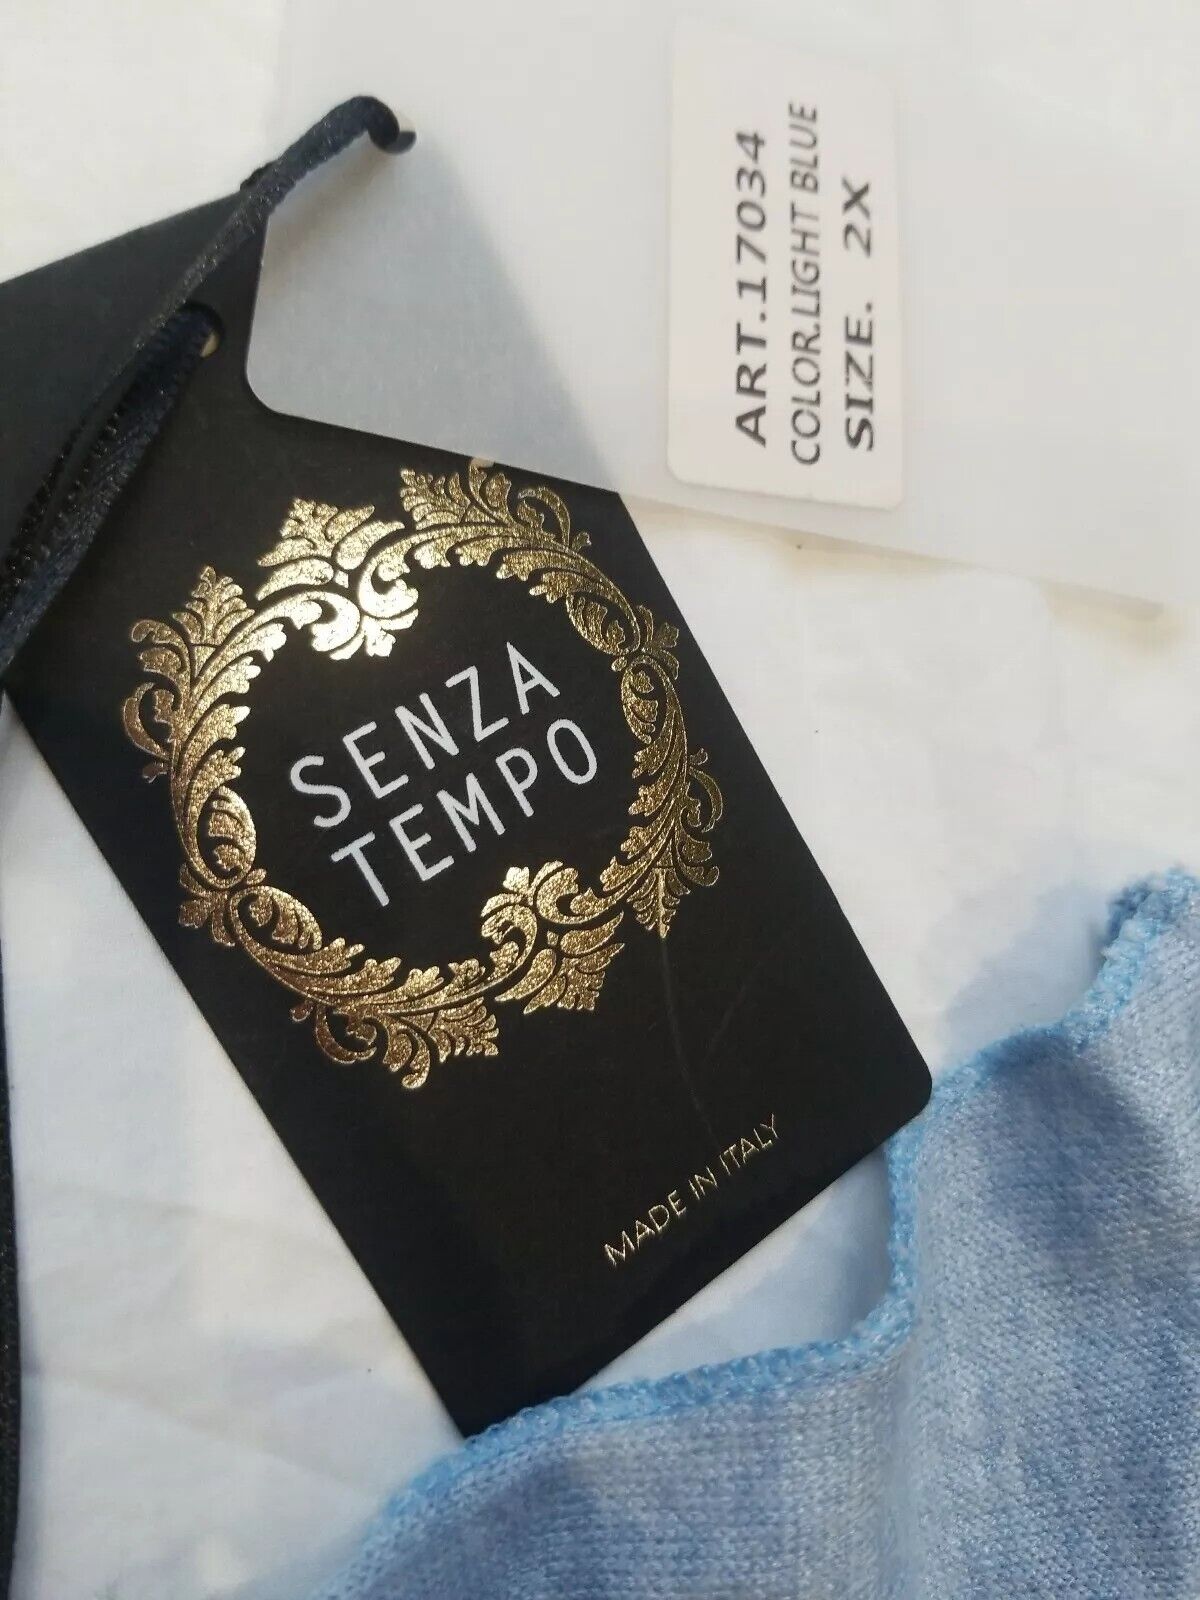 ART.17034
COLOR.LIGHT BLUE
SIZE. 2X
SENZA
TEMPO
MADE IN ITALY